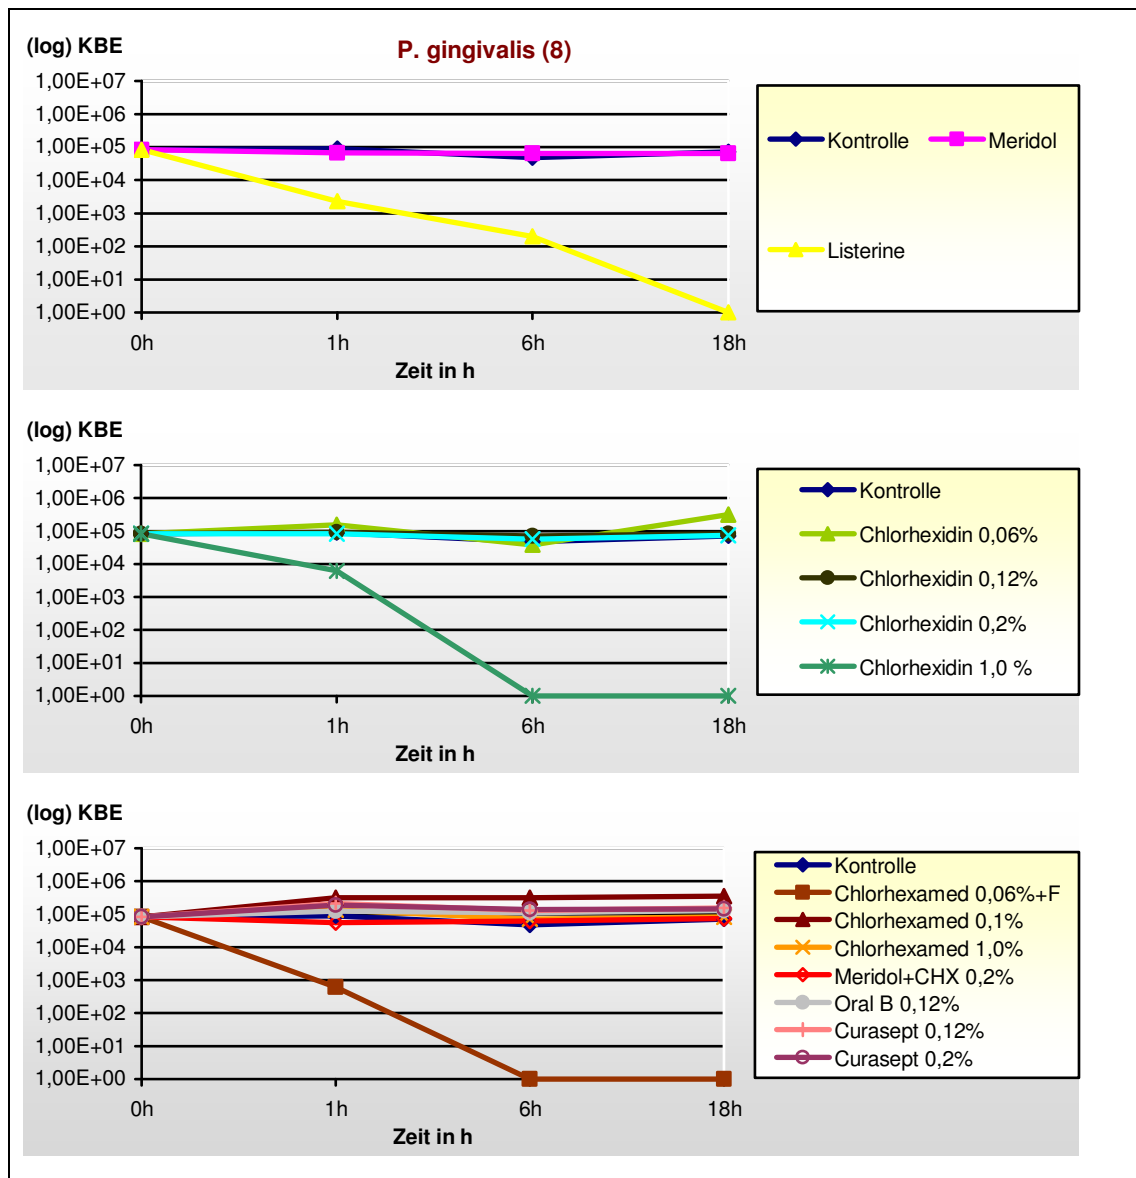 (log) KBE
P. gingivalis (8)
1,00E+07
1,00E+06
1,00E+05
1,00E+04
1,00E+03
1,00E+02
1,00E+01
1,00E+00
0h 1h 6h 18h
Zeit in h
Kontrolle Meridol
Listerine
(log) KBE
1,00E+07
1,00E+06
1,00E+05
1,00E+04
1,00E+03
1,00E+02
1,00E+01
1,00E+00
0h 1h 6h 18h
Zeit in h
Kontrolle
Chlorhexidin 0,06%
Chlorhexidin 0,12%
Chlorhexidin 0,2%
Chlorhexidin 1,0 %
(log) KBE
1,00E+07
1,00E+06
1,00E+05
1,00E+04
1,00E+03
1,00E+02
1,00E+01
1,00E+00
0h 1h 6h 18h
Zeit in h
Kontrolle
Chlorhexamed 0,06%+F
Chlorhexamed 0,1%
Chlorhexamed 1,0%
Meridol+CHX 0,2%
Oral B 0,12%
Curasept 0,12%
Curasept 0,2%